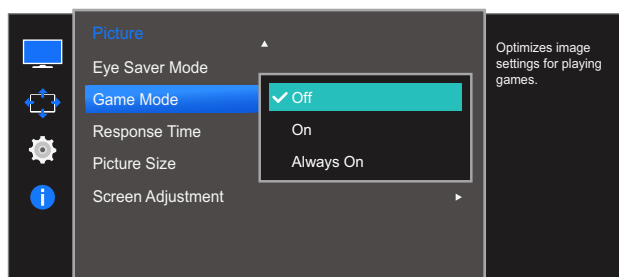 Picture
Eye Saver Mode
Game Mode
Response Time
Picture Size
Screen Adjustment
Off
On
Always On
Optimizes image
settings for playing
games.